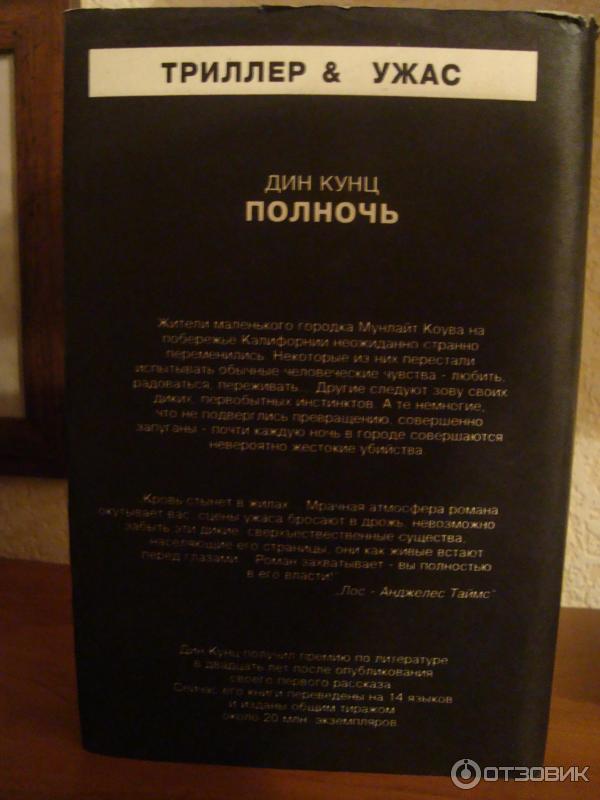 ТРИЛЛЕР & УЖАС
ДИН КУНЦ
ПОЛНОЧЬ
Жители маленького городка Мунлайт Коува на
побережье Калифорнии неожиданно странно
переменились. Некоторые из них перестали
испытывать обычные человеческие чувства - любить,
радоваться, переживать... Другие следуют зову своих
диких, первобытных инстинктов. А те немногие,
что не подверглись превращению, совершенно
запуганы - почти каждую ночь в городе совершаются
невероятно жестокие убийства.
Кровь стынет в жилах... Мрачная атмосфера романа
окутывает вас, сцены ужаса бросают в дрожь, невозможно
забыть эти дикие, сверхъестественные существа,
населяющие его страницы, они как живые встают
перед глазами... Роман захватывает - вы полностью
в его власти!"
„Лос - Анджелес Таймс"
Дин Кунц получил премию по литературе
в двадцать лет после опубликования
своего первого рассказа.
Сейчас его книги переведены на 14 языков
и изданы общим тиражом
около 20 млн. экземпляров.
ОТЗОВИК